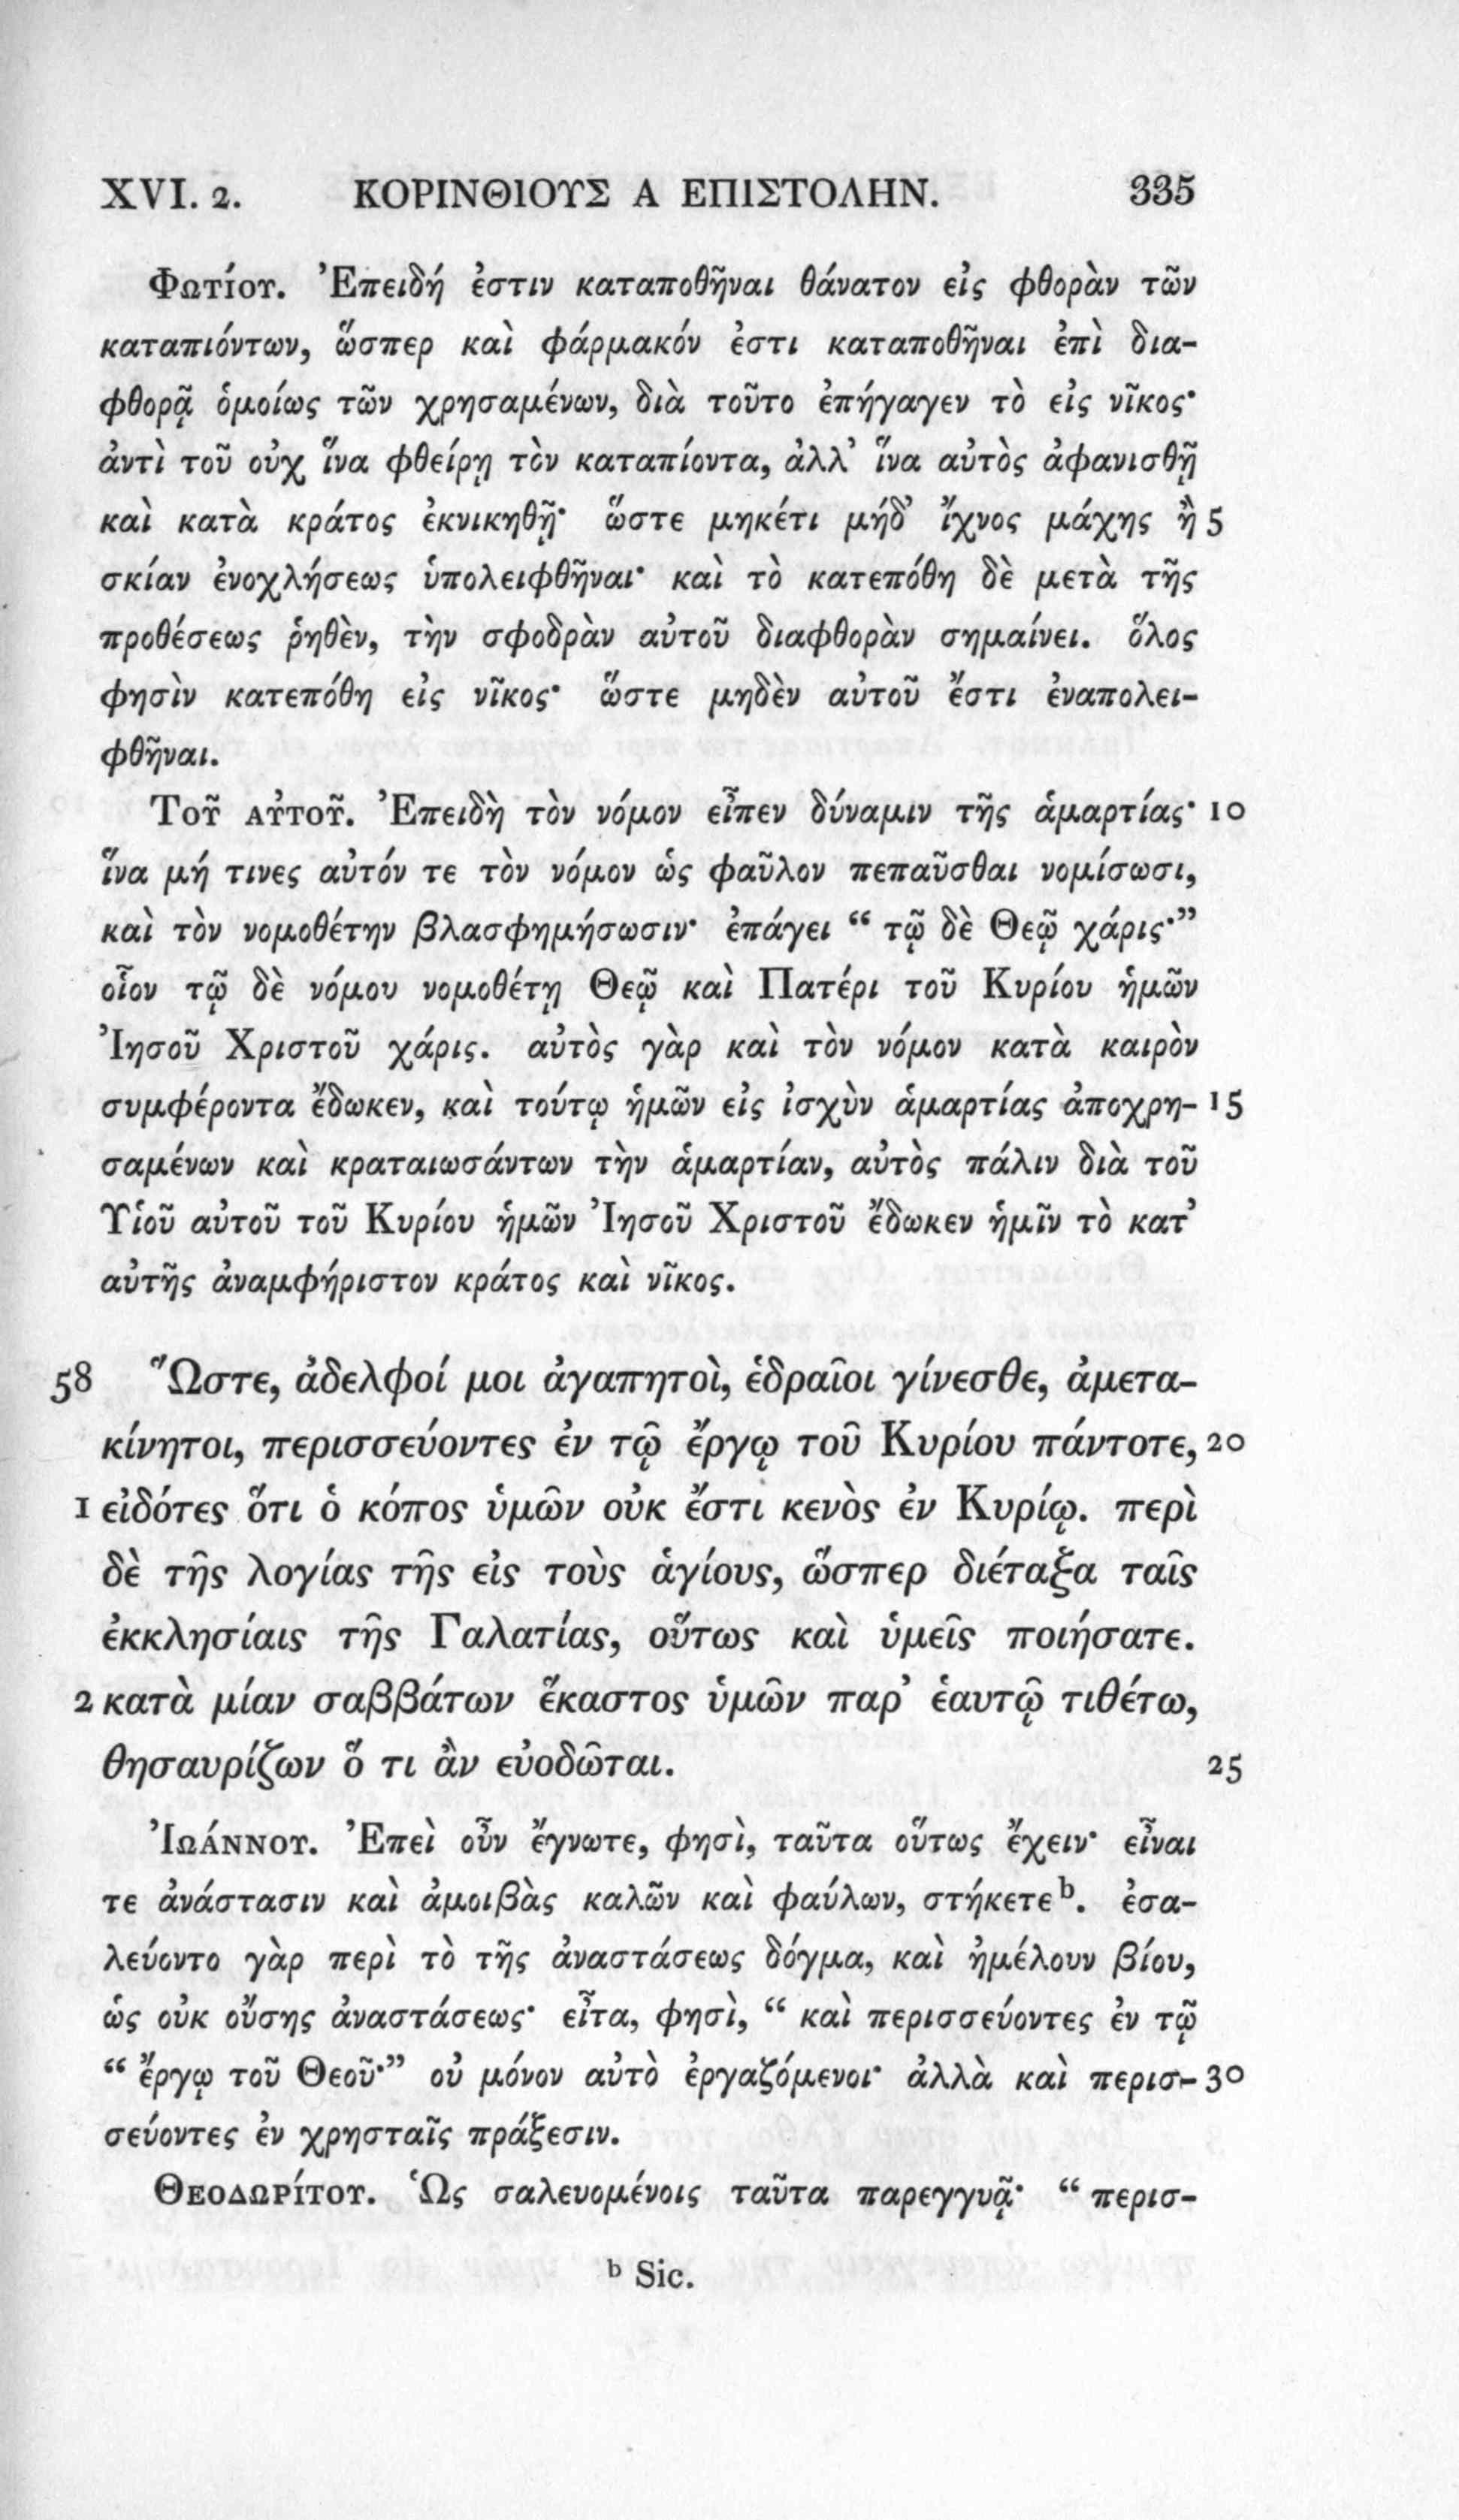 XVI. 2. ΚΟΡΙΝΘΙΟΥΣ Α ΕΠΙΣΤΟΛΗΝ. 335
Φωτίου. Ἐπειδή ἐστιν καταποθῆναι θάνατον εἰς φθορὰν τῶν
καταπιόντων, ὥσπερ καὶ φάρμακόν ἐστι καταποθῆναι ἐπὶ δια-
φθορᾷ ὁμοίως τῶν χρησαμένων, διὰ τοῦτο ἐπήγαγεν τὸ εἰς νῖκος·
ἀντὶ τοῦ οὐχ ἵνα φθείρῃ τὸν καταπίοντα, ἀλλ’ ἵνα αὐτὸς ἀφανισθῇ
καὶ κατὰ κράτος ἐκνικηθῇ· ὥστε μηκέτι μήδ’ ἴχνος μάχης ἢ 5
σκίαν ἐνοχλήσεως ὑπολειφθῆναι· καὶ τὸ κατεπόθη δὲ μετὰ τῆς
προθέσεως ῥηθὲν, τὴν σφοδρὰν αὐτοῦ διαφθορὰν σημαίνει. ὅλος
φησὶν κατεπόθη εἰς νῖκος· ὥστε μηδὲν αὐτοῦ ἔστι ἐναπολει-
φθῆναι.
Τοῦ αὐτοῦ. Ἐπειδὴ τὸν νόμον εἶπεν δύναμιν τῆς ἁμαρτίας· 10
ἵνα μή τινες αὐτόν τε τὸν νόμον ὡς φαῦλον πεπαῦσθαι νομίσωσι,
καὶ τὸν νομοθέτην βλασφημήσωσιν· ἐπάγει “ τῷ δὲ Θεῷ χάρις·”
οἷον τῷ δὲ νόμου νομοθέτῃ Θεῷ καὶ Πατέρι τοῦ Κυρίου ἡμῶν
Ἰησοῦ Χριστοῦ χάρις. αὐτὸς γὰρ καὶ τὸν νόμον κατὰ καιρὸν
συμφέροντα ἔδωκεν, καὶ τούτῳ ἡμῶν εἰς ἰσχὺν ἁμαρτίας ἀποχρη- 15
σαμένων καὶ κραταιωσάντων τὴν ἁμαρτίαν, αὐτὸς πάλιν διὰ τοῦ
Υἱοῦ αὐτοῦ τοῦ Κυρίου ἡμῶν Ἰησοῦ Χριστοῦ ἔδωκεν ἡμῖν τὸ κατ’
αὐτῆς ἀναμφήριστον κράτος καὶ νῖκος.
58 Ὥστε, ἀδελφοί μοι ἀγαπητοὶ, ἑδραῖοι γίνεσθε, ἀμετα-
κίνητοι, περισσεύοντες ἐν τῷ ἔργῳ τοῦ Κυρίου πάντοτε, 20
1 εἰδότες ὅτι ὁ κόπος ὑμῶν οὐκ ἔστι κενὸς ἐν Κυρίῳ. περὶ
δὲ τῆς λογίας τῆς εἰς τοὺς ἁγίους, ὥσπερ διέταξα ταῖς
ἐκκλησίαις τῆς Γαλατίας, οὕτως καὶ ὑμεῖς ποιήσατε.
2 κατὰ μίαν σαββάτων ἕκαστος ὑμῶν παρ’ ἑαυτῷ τιθέτω,
θησαυρίζων ὅ τι ἂν εὐοδῶται. 25
Ἰωάννου. Ἐπεὶ οὖν ἔγνωτε, φησὶ, ταῦτα οὕτως ἔχειν· εἶναι
τε ἀνάστασιν καὶ ἀμοιβὰς καλῶν καὶ φαύλων, στήκετε b. ἐσα-
λεύοντο γὰρ περὶ τὸ τῆς ἀναστάσεως δόγμα, καὶ ἠμέλουν βίου,
ὡς οὐκ οὔσης ἀναστάσεως· εἶτα, φησὶ, “ καὶ περισσεύοντες ἐν τῷ
“ ἔργῳ τοῦ Θεοῦ·” οὐ μόνον αὐτὸ ἐργαζόμενοι· ἀλλὰ καὶ περισ- 30
σεύοντες ἐν χρησταῖς πράξεσιν.
Θεοδωρίτου. Ὡς σαλευομένοις ταῦτα παρεγγυᾷ· “ περισ-
b Sic.